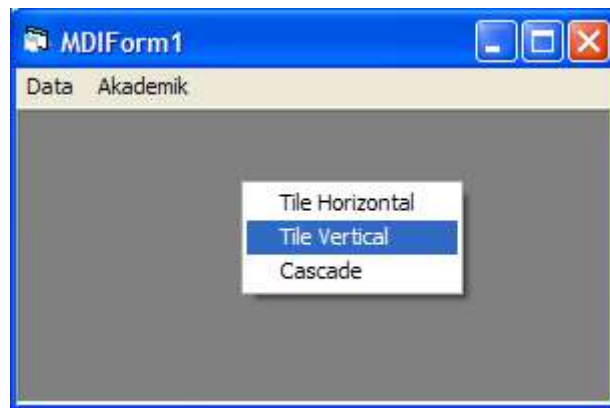 MDIForm1
Data Akademik
Tile Horizontal
Tile Vertical
Cascade